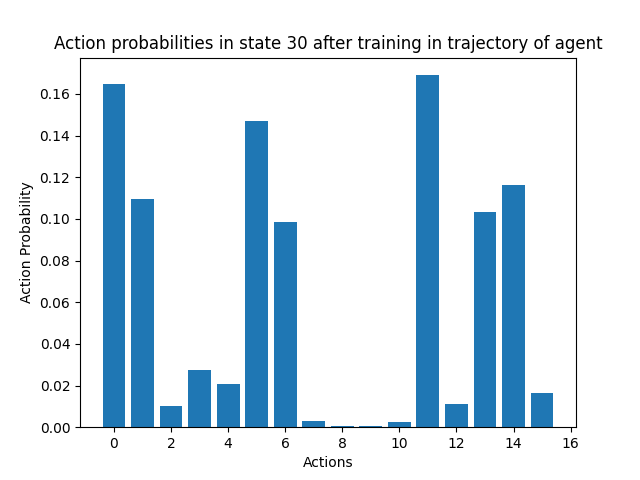 Action probabilities in state 30 after training in trajectory of agent
0.16
0.14
0.12
0.10
0.08
0.06
0.04
0.02
0.00
Action Probability
0 2 4 6 8 10 12 14 16
Actions